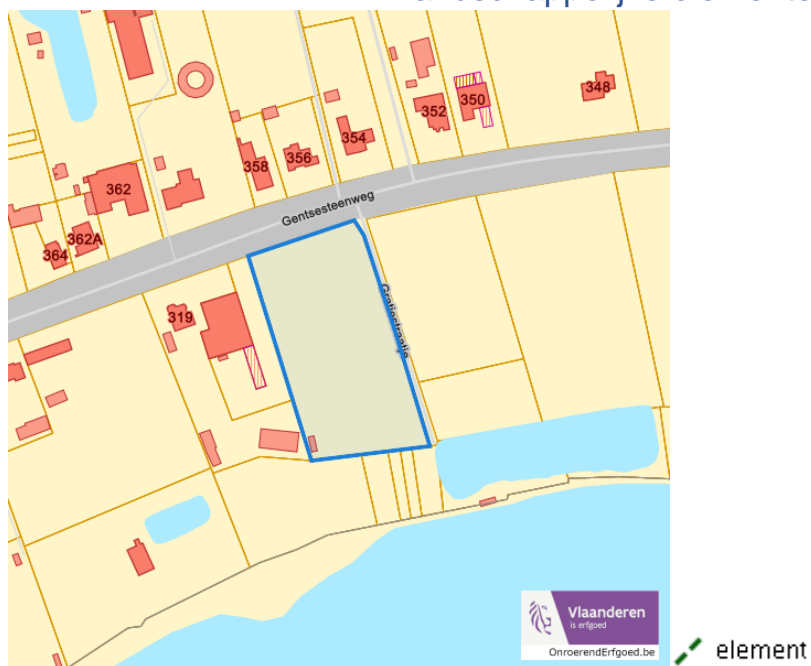 352
350
348
354
358
356
362
Gentsesteenweg
362A
364
319
Gratiestraatje
Vlaanderen
is erfgoed
OnroerendErfgoed.be
element